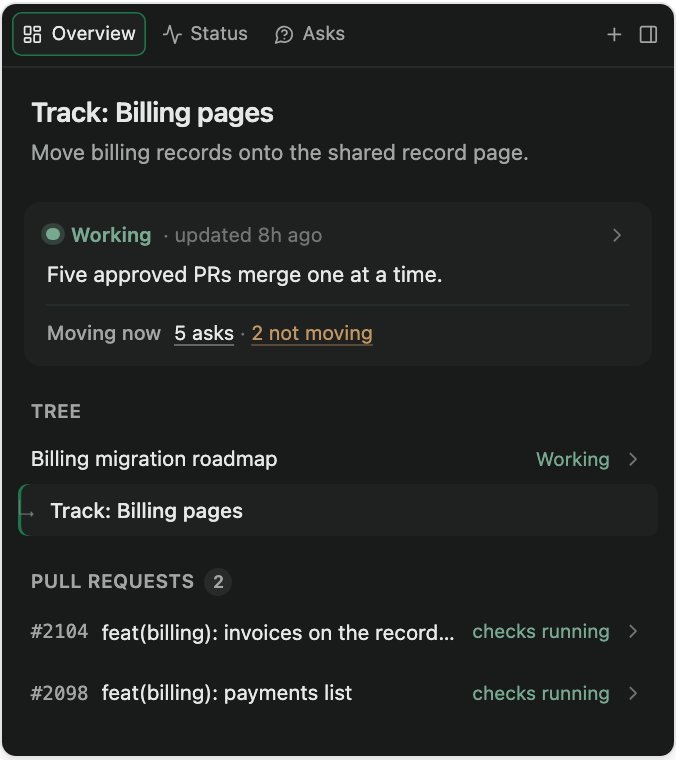 Overview Status Asks
Track: Billing pages
Move billing records onto the shared record page.
Working · updated 8h ago
Five approved PRs merge one at a time.
Moving now 5 asks · 2 not moving
TREE
Billing migration roadmap Working
Track: Billing pages
PULL REQUESTS 2
#2104 feat(billing): invoices on the record... checks running
#2098 feat(billing): payments list checks running